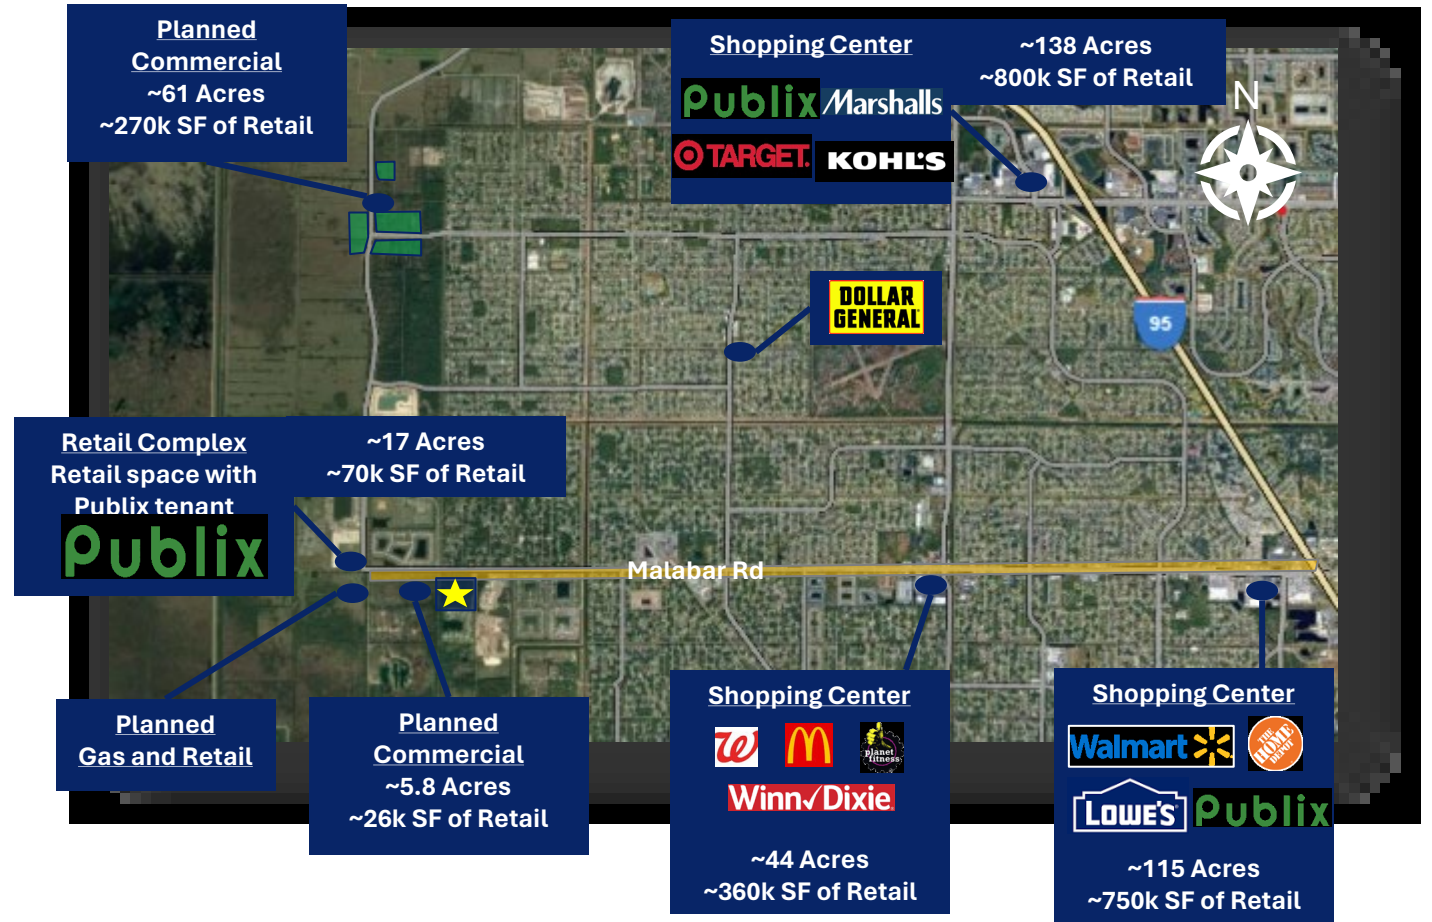 Planned
Commercial
~61 Acres
~270k SF of Retail
Shopping Center
~138 Acres
~800k SF of Retail
Publix Marshalls
TARGET. KOHL'S
N
DOLLAR
GENERAL
95
Retail Complex
Retail space with
Publix tenant
Publix
~17 Acres
~70k SF of Retail
Malabar Rd
Planned
Gas and Retail
Planned
Commercial
~5.8 Acres
~26k SF of Retail
Shopping Center
W
M
planet
fitness
Winn Dixie
~44 Acres
~360k SF of Retail
Shopping Center
Walmart
THE
HOME
DEPOT
LOWE'S
Publix
~115 Acres
~750k SF of Retail